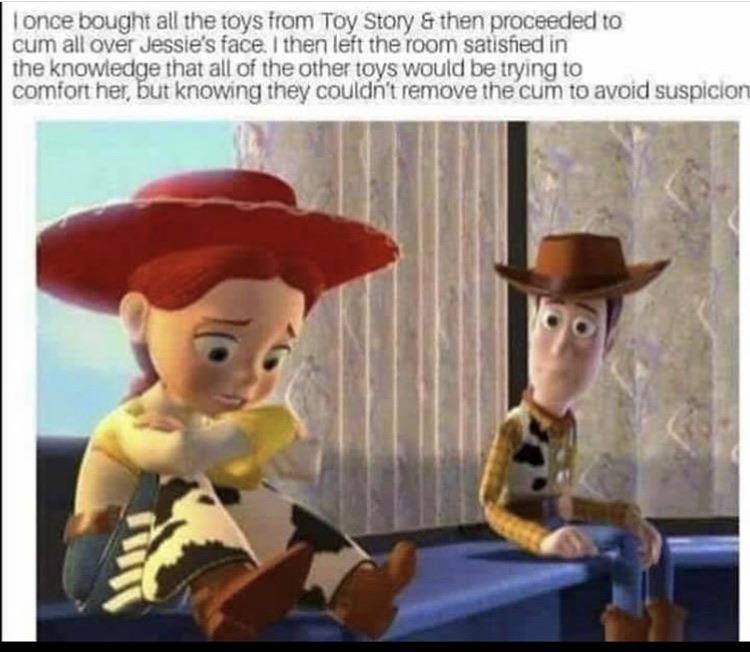 I once bought all the toys from Toy Story & then proceeded to
cum all over Jessie's face. I then left the room satisfied in
the knowledge that all of the other toys would be trying to
comfort her, but knowing they couldn't remove the cum to avoid suspicion